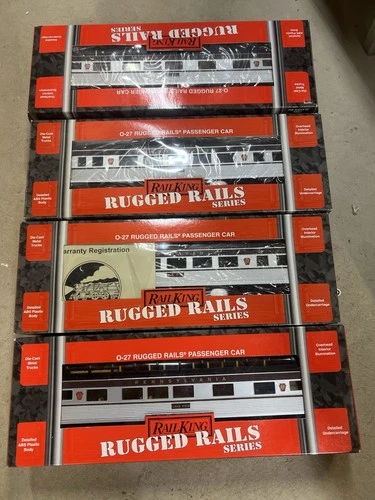 RAILKING
RUGGED RAILS
SERIES
O-27 RUGGED RAILS PASSENGER CAR
O-27 RUGGED RAILS® PASSENGER CAR
Die-Cast
Metal
Trucks
Overhead
Interior
Illumination
Detailed
ABS Plastic
Body
Detailed
Undercarriage
RAILKING
RUGGED RAILS
SERIES
O-27 RUGGED RAILS® PASSENGER CAR
Die-Cast
Metal
Trucks
Overhead
Interior
Illumination
arranty Registration
Detailed
ABS Plastic
Body
Detailed
Undercarriage
RAILKING
RUGGED RAILS
SERIES
O-27 RUGGED RAILS® PASSENGER CAR
Die-Cast
Metal
Trucks
Overhead
Interior
Illumination
PENNSYLVANIA
Detailed
ABS Plastic
Body
Detailed
Undercarriage
RAILKING
RUGGED RAILS
SERIES